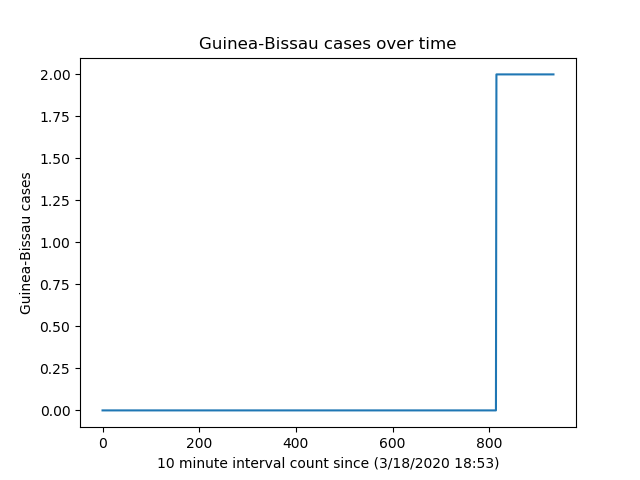 Guinea-Bissau cases over time
2.00
1.75
1.50
1.25
1.00
0.75
0.50
0.25
0.00
Guinea-Bissau cases
0 200 400 600 800
10 minute interval count since (3/18/2020 18:53)